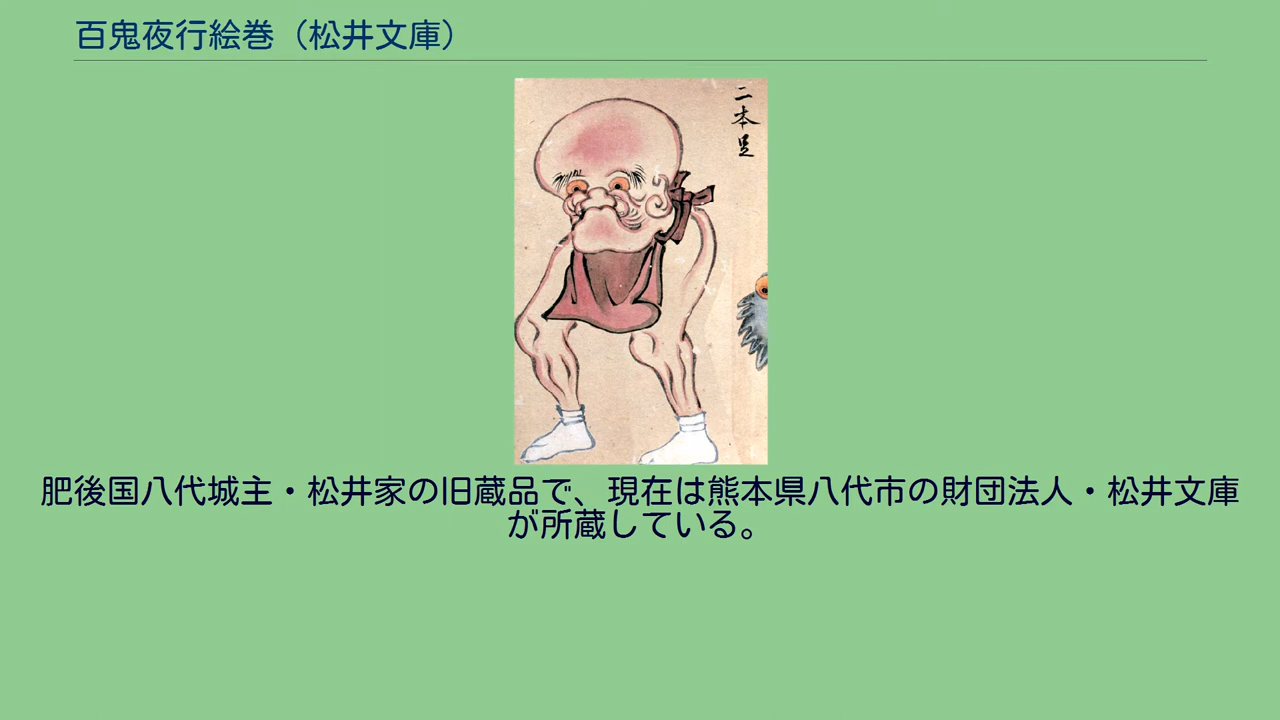 百鬼夜行絵巻（松井文庫）
二本足
肥後国八代城主・松井家の旧蔵品で、現在は熊本県八代市の財団法人・松井文庫
が所蔵している。